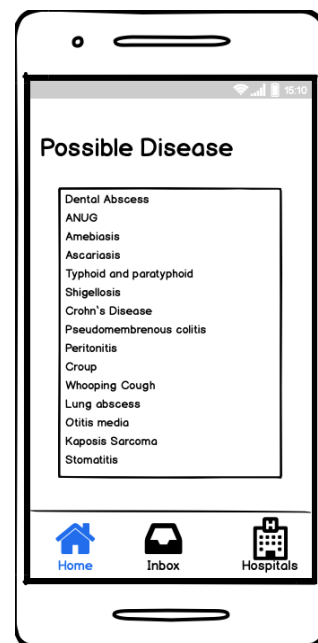 15:10
Possible Disease
Dental Abscess
ANUG
Amebiasis
Ascariasis
Typhoid and paratyphoid
Shigellosis
Crohn's Disease
Pseudomembrenous colitis
Peritonitis
Croup
Whooping Cough
Lung abscess
Otitis media
Kaposis Sarcoma
Stomatitis
H
Home Inbox Hospitals